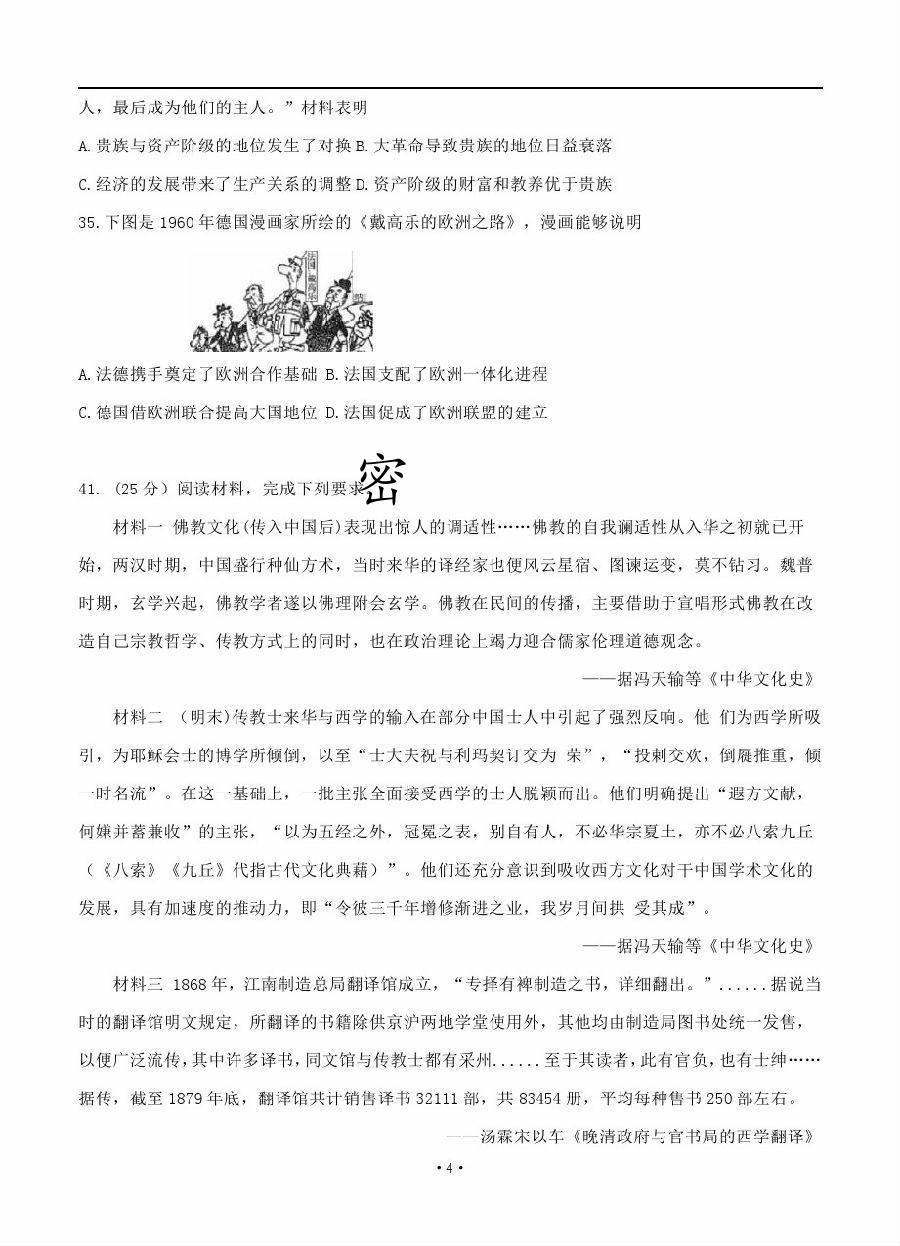 人，最后成为他们的主人。”材料表明
A.贵族与资产阶级的地位发生了对换 B.大革命导致贵族的地位日益衰落
C.经济的发展带来了生产关系的调整 D.资产阶级的财富和教养优于贵族
35.下图是 1960 年德国漫画家所绘的《戴高乐的欧洲之路》，漫画能够说明
法国 戴高乐
A.法德携手奠定了欧洲合作基础 B.法国支配了欧洲一体化进程
C.德国借欧洲联合提高大国地位 D.法国促成了欧洲联盟的建立
41.（25 分）阅读材料，完成下列要求
密
材料一 佛教文化(传入中国后)表现出惊人的调适性……佛教的自我谰适性从入华之初就已开
始，两汉时期，中国盛行种仙方术，当时来华的译经家也便风云星宿、图谏运变，莫不钻习。魏普
时期，玄学兴起，佛教学者遂以佛理附会玄学。佛教在民间的传播，主要借助于宣唱形式佛教在改
造自己宗教哲学、传教方式上的同时，也在政治理论上竭力迎合儒家伦理道德观念。
——据冯天输等《中华文化史》
材料二 （明末)传教士来华与西学的输入在部分中国士人中引起了强烈反响。他 们为西学所吸
引，为耶稣会士的博学所倾倒，以至“士大夫祝与利玛契订交为 荣”，“投刺交欢，倒屣推重，倾
一时名流”。在这一基础上，一批主张全面接受西学的士人脱颖而出。他们明确提出“遐方文献，
何嫌并蓄兼收”的主张，“以为五经之外，冠冕之表，别自有人，不必华宗夏土，亦不必八索九丘
（《八索》《九丘》代指古代文化典藉）”。他们还充分意识到吸收西方文化对干中国学术文化的
发展，具有加速度的推动力，即“令彼三千年增修渐进之业，我岁月间拱 受其成”。
——据冯天输等《中华文化史》
材料三 1868 年，江南制造总局翻译馆成立，“专择有裨制造之书，详细翻出。”......据说当
时的翻译馆明文规定，所翻译的书籍除供京沪两地学堂使用外，其他均由制造局图书处统一发售，
以便广泛流传,其中许多译书,同文馆与传教士都有采州......至于其读者,此有官负,也有士绅……
据传，截至 1879 年底，翻译馆共计销售译书 32111 部，共 83454 册，平均每种售书 250 部左右。
——汤霖宋以车《晚清政府与官书局的西学翻译》
·4·